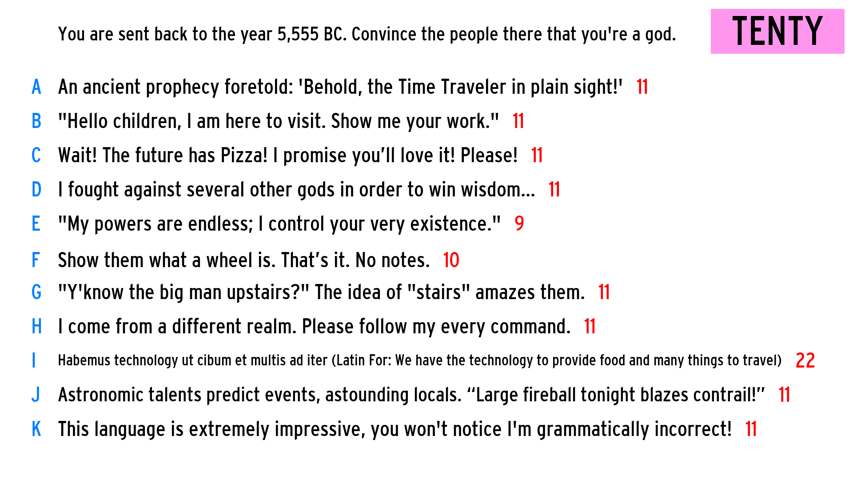 You are sent back to the year 5,555 BC. Convince the people there that you're a god.
TENTY
A An ancient prophecy foretold: 'Behold, the Time Traveler in plain sight!' 11
B "Hello children, I am here to visit. Show me your work." 11
C Wait! The future has Pizza! I promise you’ll love it! Please! 11
D I fought against several other gods in order to win wisdom... 11
E "My powers are endless; I control your very existence." 9
F Show them what a wheel is. That’s it. No notes. 10
G "Y'know the big man upstairs?" The idea of "stairs" amazes them. 11
H I come from a different realm. Please follow my every command. 11
I Habemus technology ut cibum et multis ad iter (Latin For: We have the technology to provide food and many things to travel) 22
J Astronomic talents predict events, astounding locals. “Large fireball tonight blazes contrail!” 11
K This language is extremely impressive, you won't notice I'm grammatically incorrect! 11